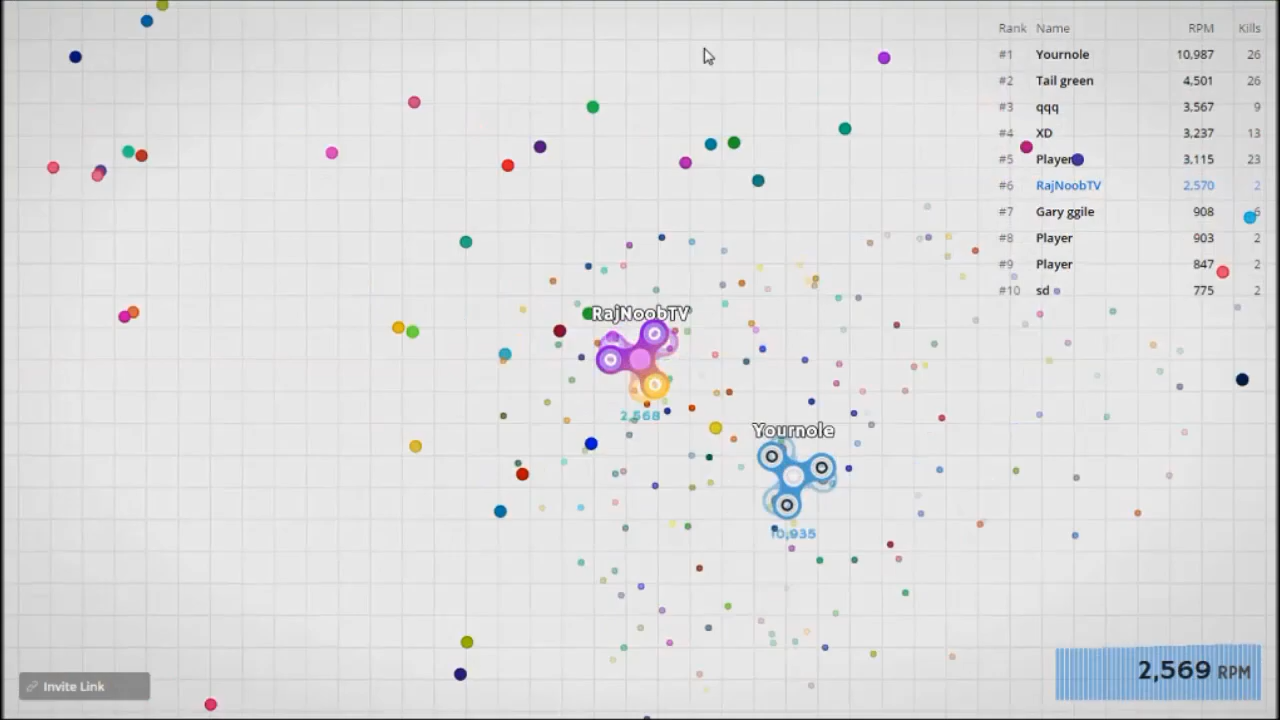 Rank Name RPM Kills
#1 Yournole 10,987 26
#2 Tail green 4,501 26
#3 qqq 3,567 9
#4 XD 3,237 13
#5 Player 3,115 23
#6 RajNoobTV 2,570 2
#7 Gary ggile 908 6
#8 Player 903 2
#9 Player 847 2
#10 sd 775 2
RajNoobTV
2,568
Yournole
10,935
Invite Link
2,569 RPM